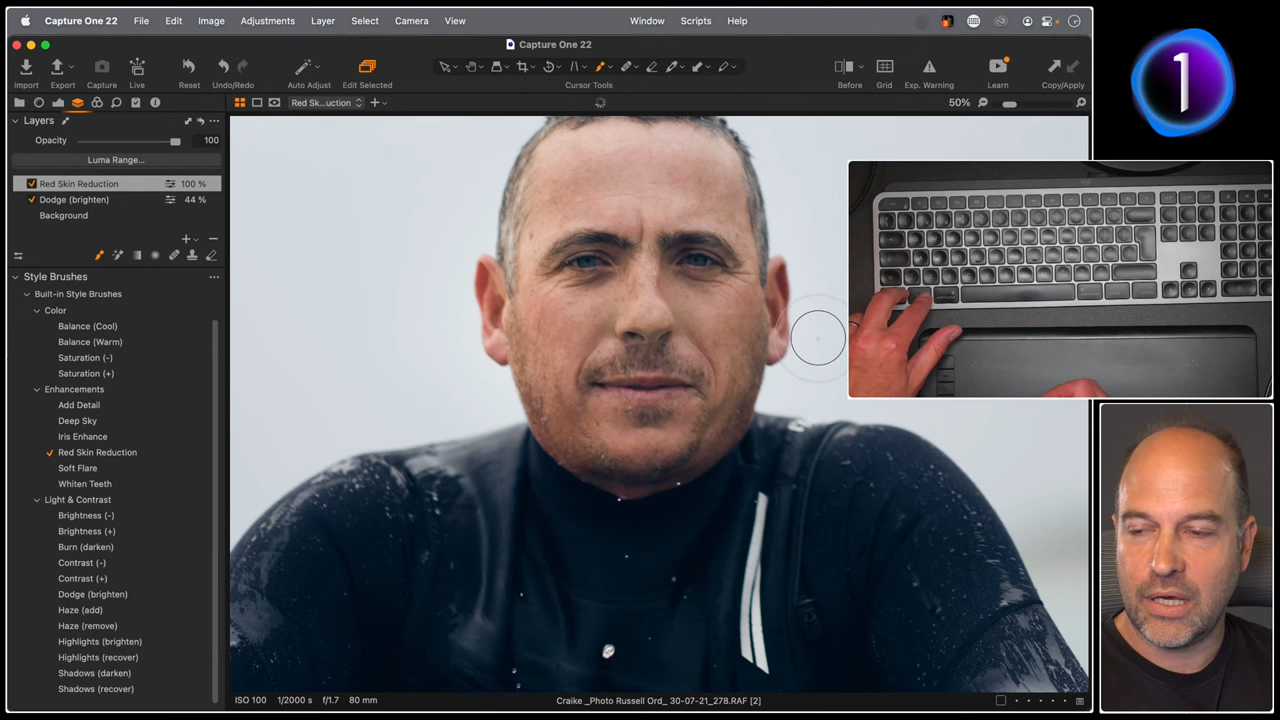 Capture One 22 File Edit Image Adjustments Layer Select Camera View Window Scripts Help
Capture One 22
Import Export Capture Live Reset Undo/Redo Auto Adjust Edit Selected Cursor Tools Before Grid Exp. Warning Learn Copy/Apply
Red Sk...uction
50%
Layers
Opacity 100
Luma Range...
Red Skin Reduction 100 %
Dodge (brighten) 44 %
Background
Style Brushes
Built-in Style Brushes
Color
Balance (Cool)
Balance (Warm)
Saturation (-)
Saturation (+)
Enhancements
Add Detail
Deep Sky
Iris Enhance
Red Skin Reduction
Soft Flare
Whiten Teeth
Light & Contrast
Brightness (-)
Brightness (+)
Burn (darken)
Contrast (-)
Contrast (+)
Dodge (brighten)
Haze (add)
Haze (remove)
Highlights (brighten)
Highlights (recover)
Shadows (darken)
Shadows (recover)
ISO 100 1/2000 s f/1.7 80 mm Craike _Photo Russell Ord_ 30-07-21_278.RAF [2]
1